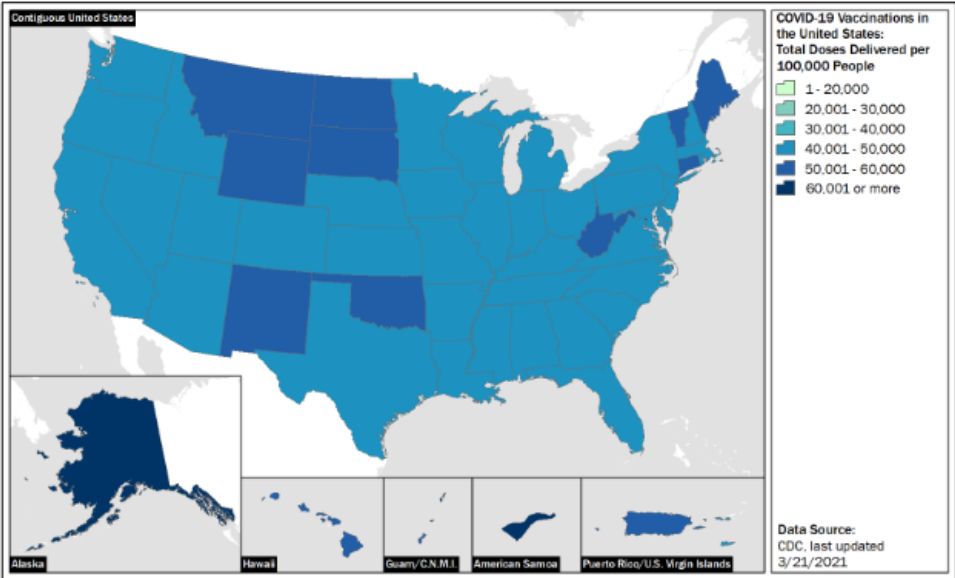 Contiguous United States
COVID-19 Vaccinations in
the United States:
Total Doses Delivered per
100,000 People
1 - 20,000
20,001 - 30,000
30,001 - 40,000
40,001 - 50,000
50,001 - 60,000
60,001 or more
Alaska
Hawaii
Guam/C.N.M.I.
American Samoa
Puerto Rico/U.S. Virgin Islands
Data Source:
CDC, last updated
3/21/2021